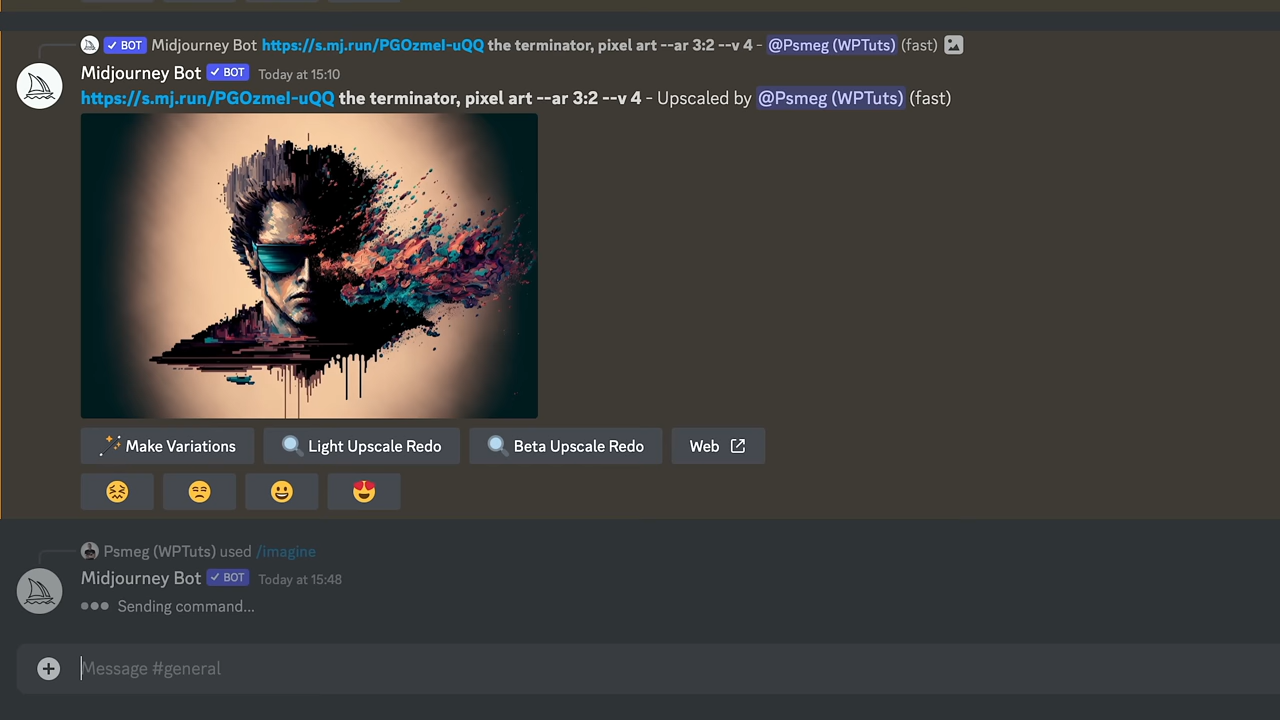 BOT Midjourney Bot https://s.mj.run/PGOzmeI-uQQ the terminator, pixel art --ar 3:2 --v 4 - @Psmeg (WPTuts) (fast)
Midjourney Bot BOT Today at 15:10
https://s.mj.run/PGOzmeI-uQQ the terminator, pixel art --ar 3:2 --v 4 - Upscaled by @Psmeg (WPTuts) (fast)
Make Variations Light Upscale Redo Beta Upscale Redo Web
Psmeg (WPTuts) used /imagine
Midjourney Bot BOT Today at 15:48
Sending command...
Message #general